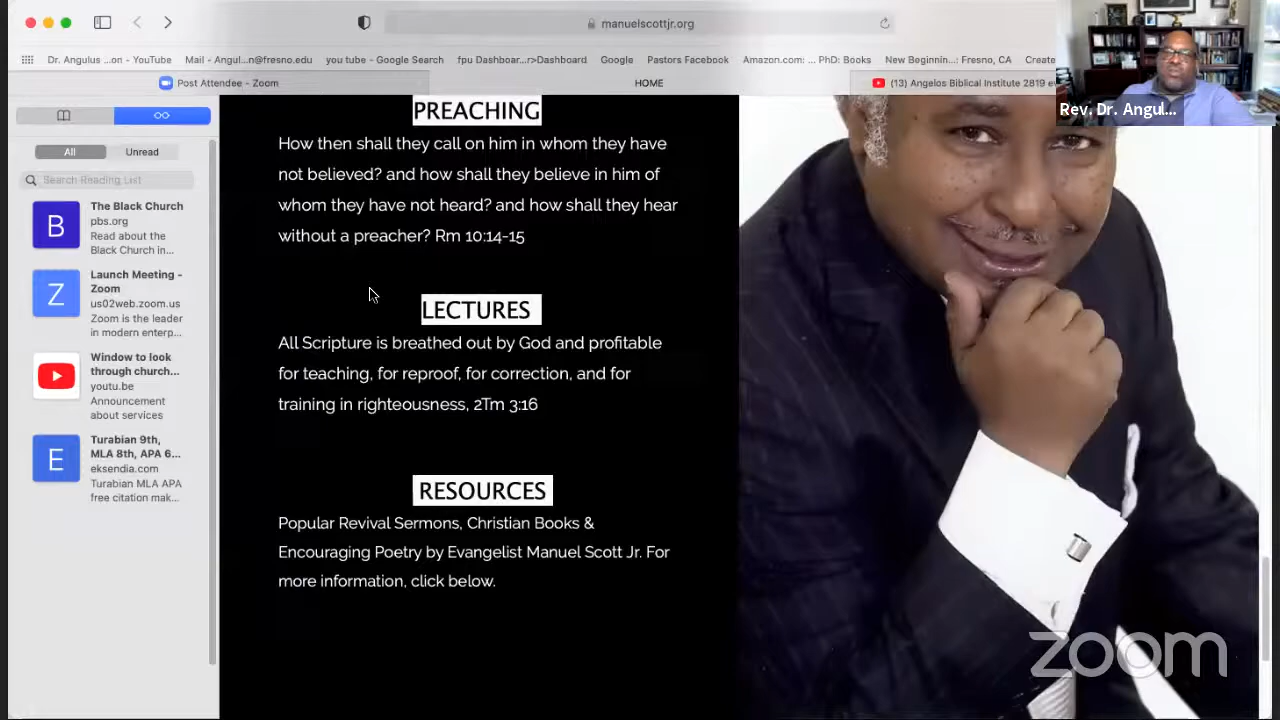 manuelscottjr.org
Dr. Angulus ...on - YouTube
Mail - Angul...n@fresno.edu
you tube - Google Search
fpu Dashboar...r>Dashboard
Google
Pastors Facebook
Amazon.com: ... PhD: Books
New Beginnin...: Fresno, CA
Create
Post Attendee - Zoom
HOME
(13) Angelos Biblical Institute 2819 e
Rev. Dr. Angul...
All
Unread
Search Reading List
B
The Black Church
pbs.org
Read about the
Black Church in...
Z
Launch Meeting -
Zoom
us02web.zoom.us
Zoom is the leader
in modern enterp...
Window to look
through church...
youtu.be
Announcement
about services
E
Turabian 9th,
MLA 8th, APA 6...
eksendia.com
Turabian MLA APA
free citation mak...
PREACHING
How then shall they call on him in whom they have
not believed? and how shall they believe in him of
whom they have not heard? and how shall they hear
without a preacher? Rm 10:14-15
LECTURES
All Scripture is breathed out by God and profitable
for teaching, for reproof, for correction, and for
training in righteousness, 2Tm 3:16
RESOURCES
Popular Revival Sermons, Christian Books &
Encouraging Poetry by Evangelist Manuel Scott Jr. For
more information, click below.
zoom